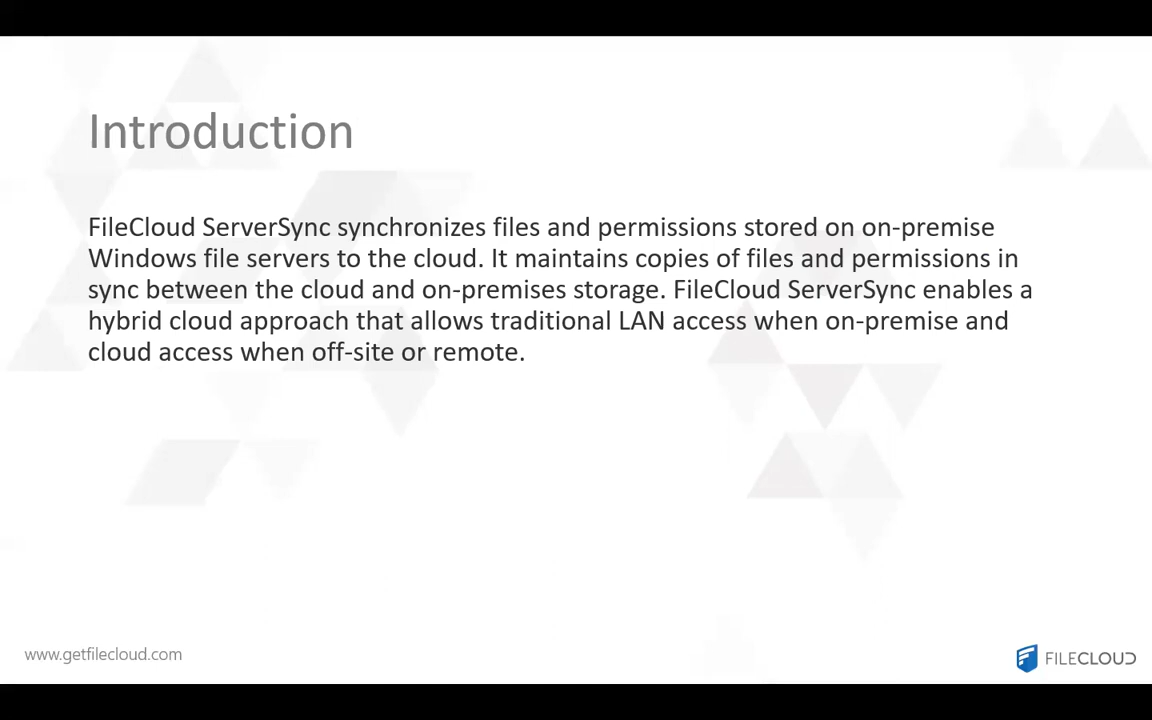 Introduction
FileCloud ServerSync synchronizes files and permissions stored on on-premise
Windows file servers to the cloud. It maintains copies of files and permissions in
sync between the cloud and on-premises storage. FileCloud ServerSync enables a
hybrid cloud approach that allows traditional LAN access when on-premise and
cloud access when off-site or remote.
www.getfilecloud.com
FILECLOUD